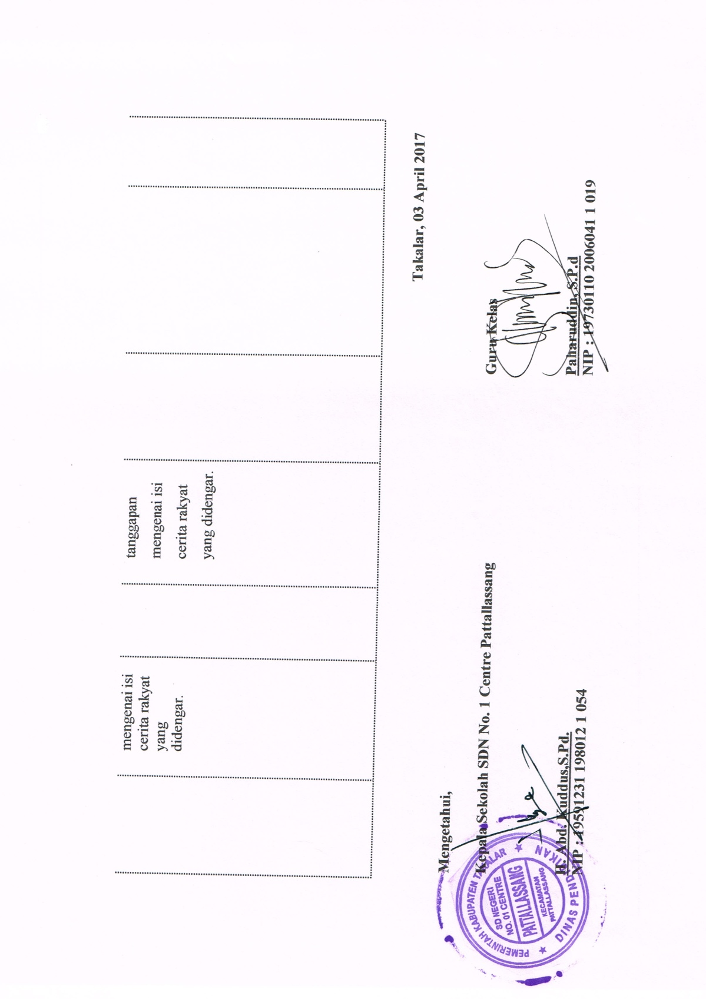 mengenai isi
cerita rakyat
yang
didengar.
tanggapan
mengenai isi
cerita rakyat
yang didengar.
Takalar, 03 April 2017
Mengetahui,
Kepala Sekolah SDN No. 1 Centre Pattallassang
Guru Kelas
H. Abd. Kuddus,S.Pd.
NIP : 19591231 198012 1 054
Paharuddin, S.P.d
NIP : 19730110 2006041 1 019
PEMERINTAH KABUPATEN TAKALAR
SD NEGERI
NO. 01 CENTRE
PATTALLASSANG
KECAMATAN
PATTALLASSANG
DINAS PENDIDIKAN